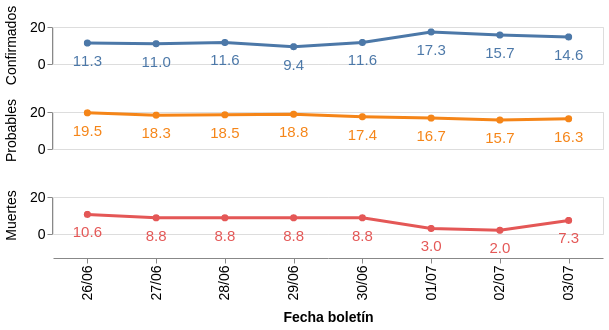 Confirmados
20
0
11.3 11.0 11.6 9.4 11.6 17.3 15.7 14.6
Probables
20
0
19.5 18.3 18.5 18.8 17.4 16.7 15.7 16.3
Muertes
20
0
10.6 8.8 8.8 8.8 8.8 3.0 2.0 7.3
26/06 27/06 28/06 29/06 30/06 01/07 02/07 03/07
Fecha boletín